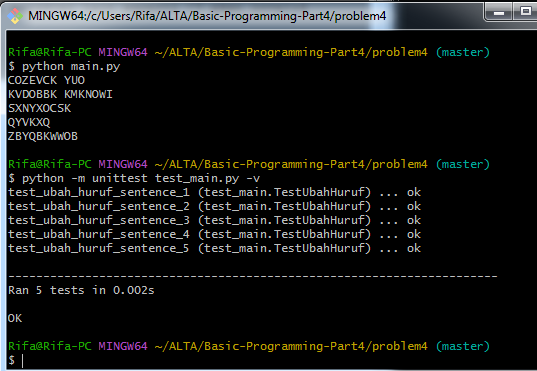 MINGW64:/c/Users/Rifa/ALTA/Basic-Programming-Part4/problem4
Rifa@Rifa-PC MINGW64 ~/ALTA/Basic-Programming-Part4/problem4 (master)
$ python main.py
COZEVCK YUO
KVDOBBK KMKNOWI
SXNYXOCSK
QYVKXQ
ZBYQBKWWOB
Rifa@Rifa-PC MINGW64 ~/ALTA/Basic-Programming-Part4/problem4 (master)
$ python -m unittest test_main.py -v
test_ubah_huruf_sentence_1 (test_main.TestUbahHuruf) ... ok
test_ubah_huruf_sentence_2 (test_main.TestUbahHuruf) ... ok
test_ubah_huruf_sentence_3 (test_main.TestUbahHuruf) ... ok
test_ubah_huruf_sentence_4 (test_main.TestUbahHuruf) ... ok
test_ubah_huruf_sentence_5 (test_main.TestUbahHuruf) ... ok
----------------------------------------------------------------------
Ran 5 tests in 0.002s
OK
Rifa@Rifa-PC MINGW64 ~/ALTA/Basic-Programming-Part4/problem4 (master)
$